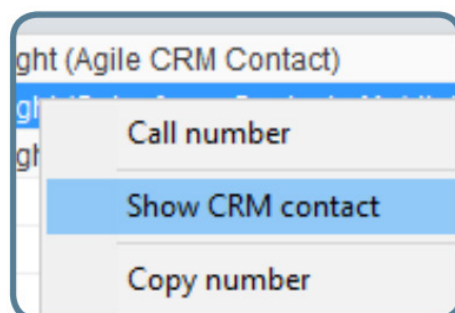 ght (Agile CRM Contact)
Call number
Show CRM contact
Copy number